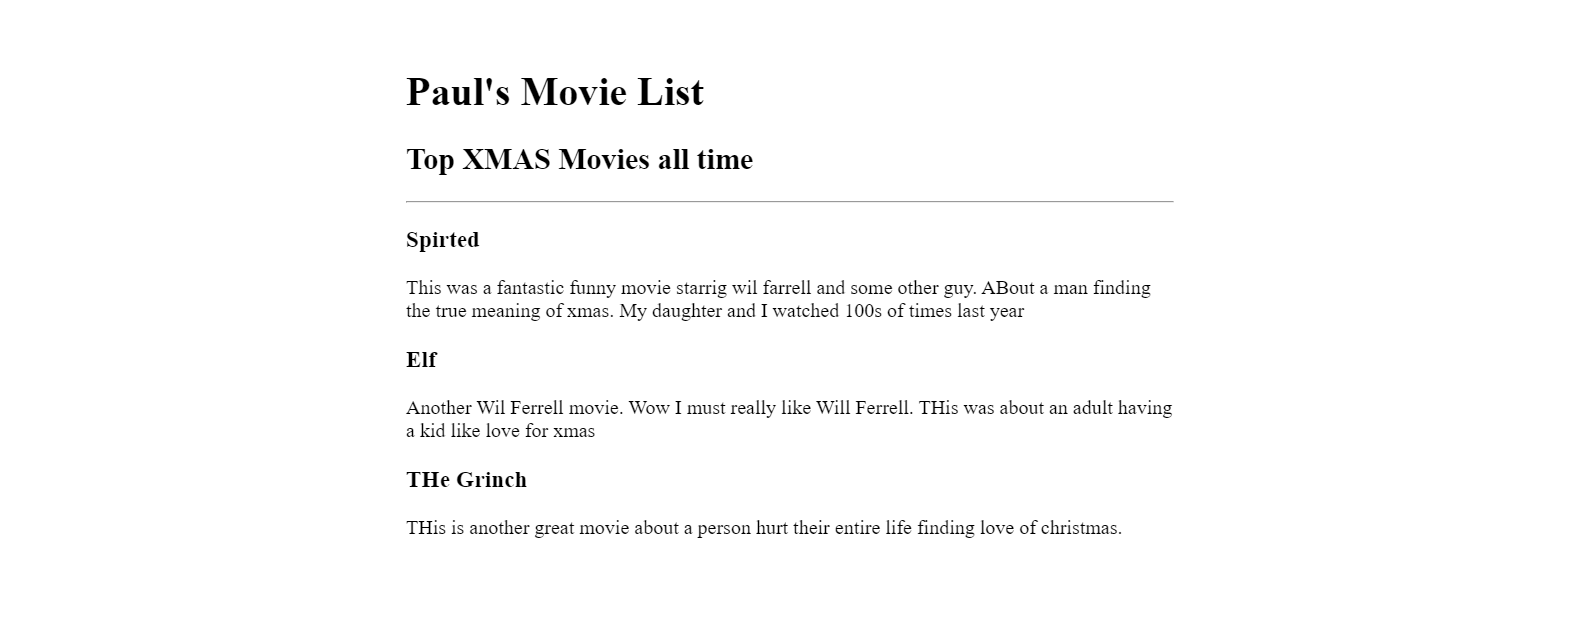 Paul's Movie List
Top XMAS Movies all time
Spirted
This was a fantastic funny movie starrig wil farrell and some other guy. ABout a man finding
the true meaning of xmas. My daughter and I watched 100s of times last year
Elf
Another Wil Ferrell movie. Wow I must really like Will Ferrell. THis was about an adult having
a kid like love for xmas
THe Grinch
THis is another great movie about a person hurt their entire life finding love of christmas.